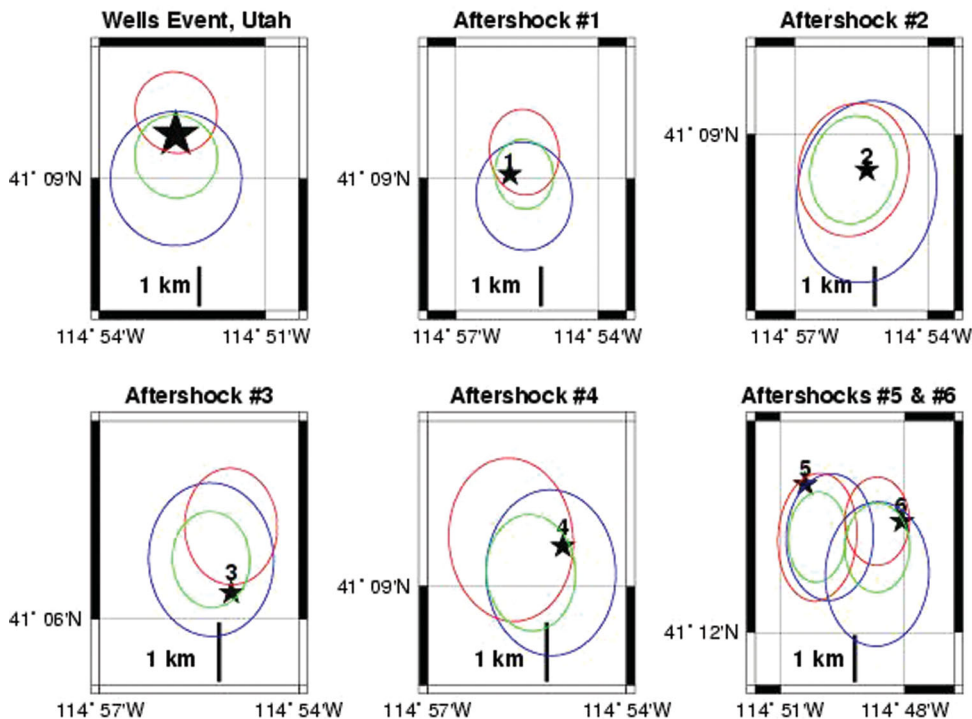 Wells Event, Utah
Aftershock #1
Aftershock #2
41° 09'N
1 km
114° 54'W 114° 51'W
41° 09'N
1
1 km
114° 57'W 114° 54'W
41° 09'N
2
1 km
114° 57'W 114° 54'W
Aftershock #3
Aftershock #4
Aftershocks #5 & #6
41° 06'N
3
1 km
114° 57'W 114° 54'W
41° 09'N
4
1 km
114° 57'W 114° 54'W
5
6
41° 12'N
1 km
114° 51'W 114° 48'W